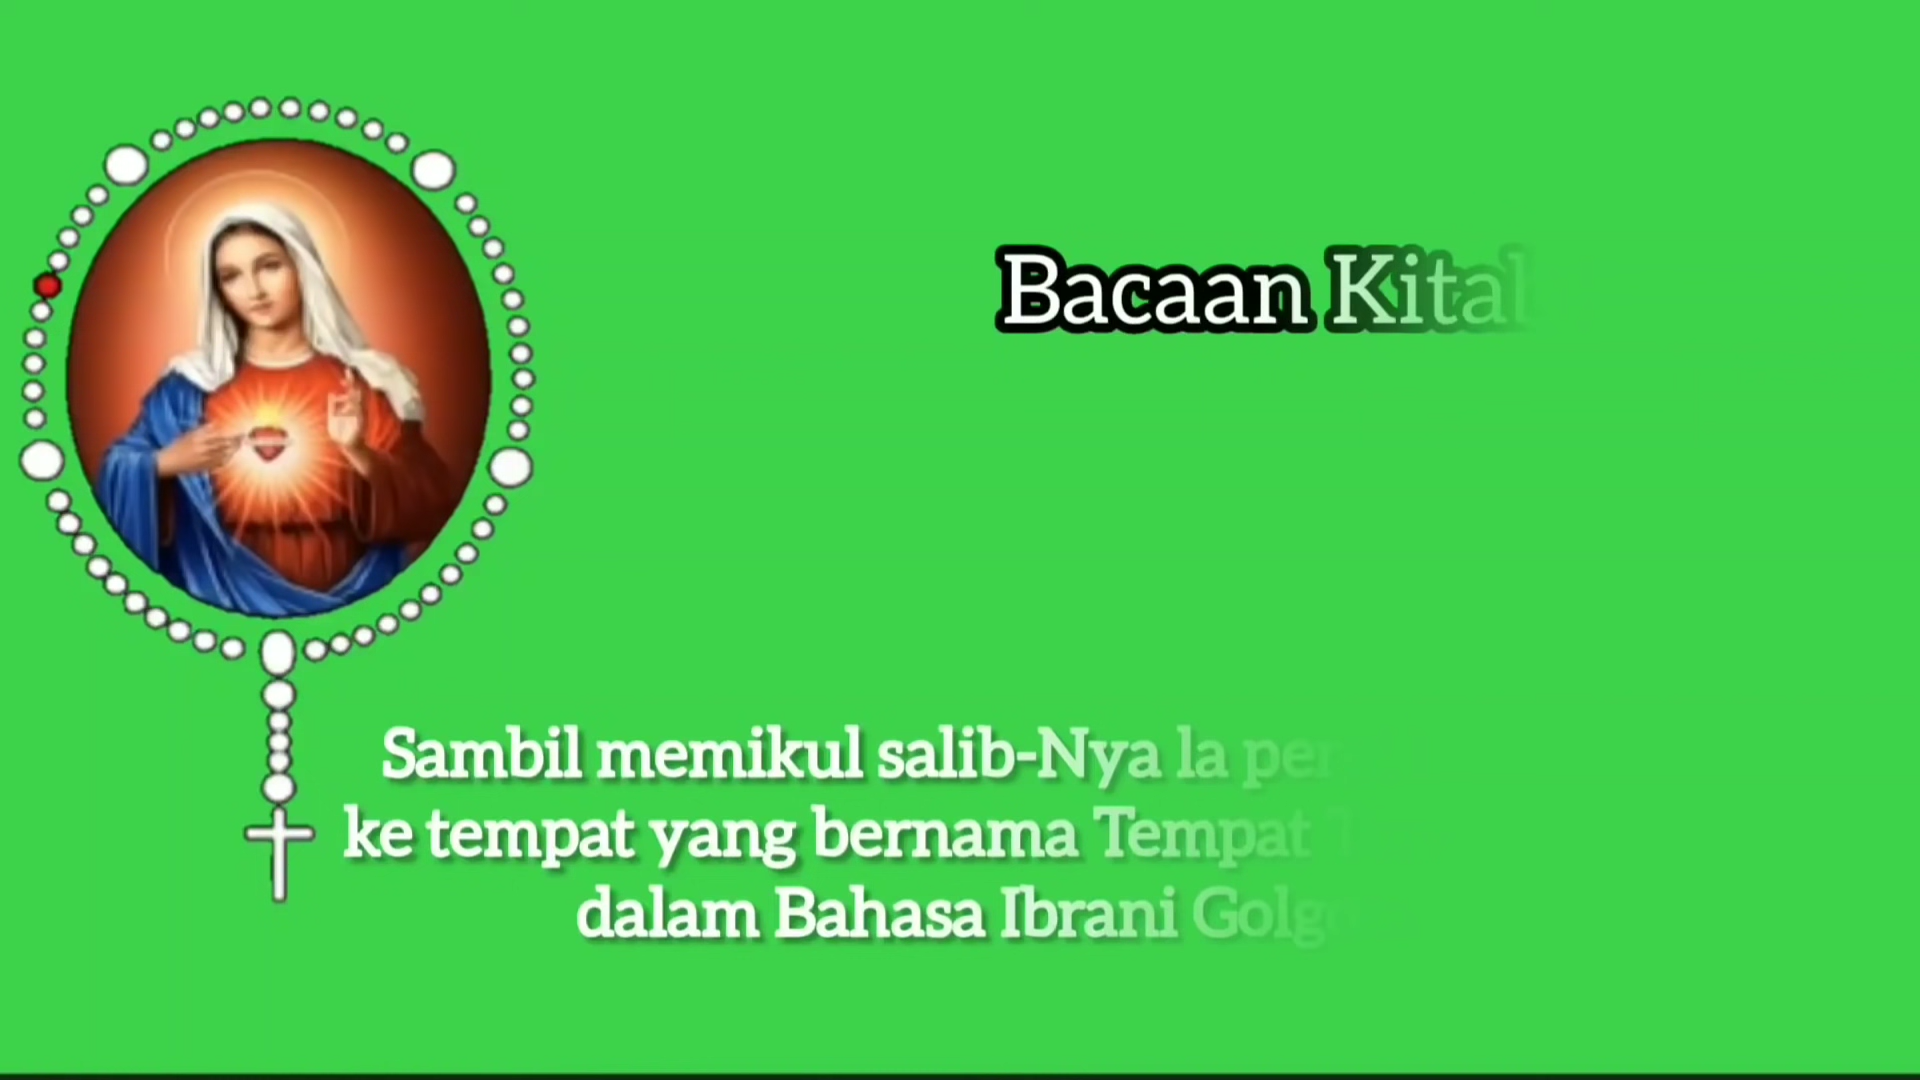 Bacaan Kitab
Sambil memikul salib-Nya Ia
ke tempat yang bernama Tempat
dalam Bahasa Ibrani